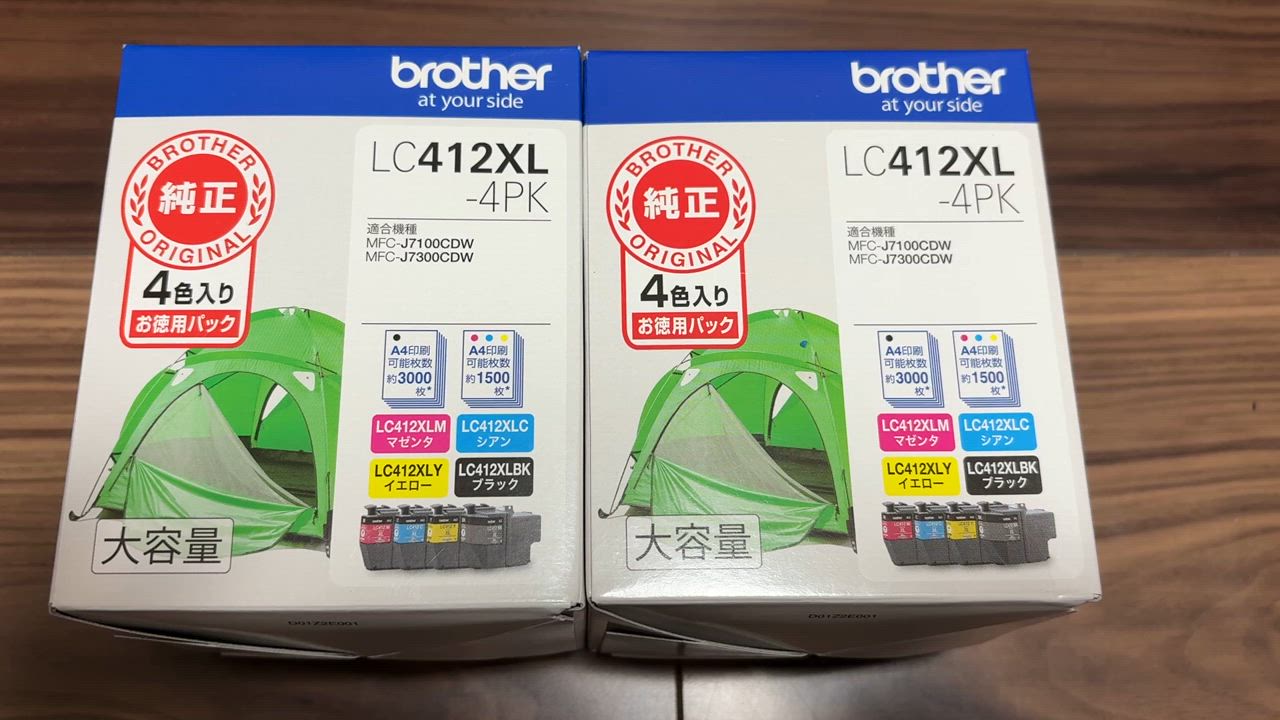 brother
at your side
BROTHER
純正
ORIGINAL
4色入り
お徳用パック
LC412XL
-4PK
適合機種
MFC-J7100CDW
MFC-J7300CDW
A4印刷
可能枚数
約3000
枚*
A4印刷
可能枚数
約1500
枚*
LC412XLM
マゼンタ
LC412XLC
シアン
LC412XLY
イエロー
LC412XLBK
ブラック
大容量
brother
at your side
BROTHER
純正
ORIGINAL
4色入り
お徳用パック
LC412XL
-4PK
適合機種
MFC-J7100CDW
MFC-J7300CDW
A4印刷
可能枚数
約3000
枚*
A4印刷
可能枚数
約1500
枚*
LC412XLM
マゼンタ
LC412XLC
シアン
LC412XLY
イエロー
LC412XLBK
ブラック
大容量